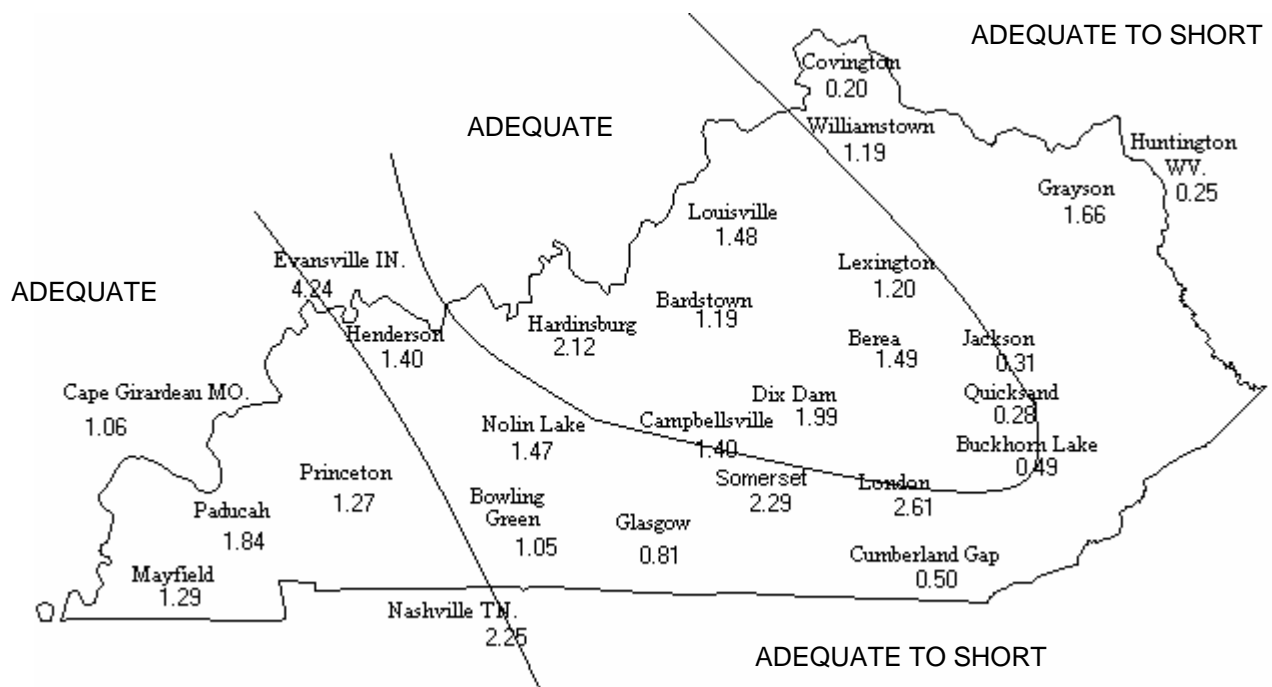 ADEQUATE TO SHORT
Covington
0.20
ADEQUATE
Williamstown
1.19
Huntington
WV.
0.25
Grayson
1.66
Louisville
1.48
Evansville IN.
4.24
Lexington
1.20
ADEQUATE
Bardstown
1.19
Hardinsburg
2.12
Henderson
1.40
Berea
1.49
Jackson
0.31
Cape Girardeau MO.
1.06
Dix Dam
1.99
Quicksand
0.28
Nolin Lake
1.47
Campbellsville
1.40
Buckhorn Lake
0.49
Princeton
1.27
Somerset
2.29
London
2.61
Paducah
1.84
Bowling
Green
1.05
Glasgow
0.81
Cumberland Gap
0.50
Mayfield
1.29
Nashville TN.
2.25
ADEQUATE TO SHORT